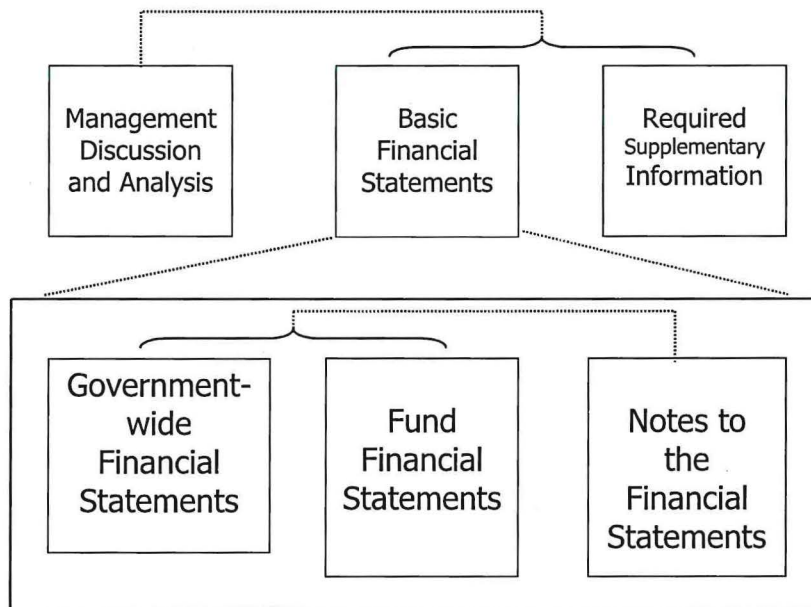 Management
Discussion
and Analysis
Basic
Financial
Statements
Required
Supplementary
Information
Government-
wide
Financial
Statements
Fund
Financial
Statements
Notes to
the
Financial
Statements